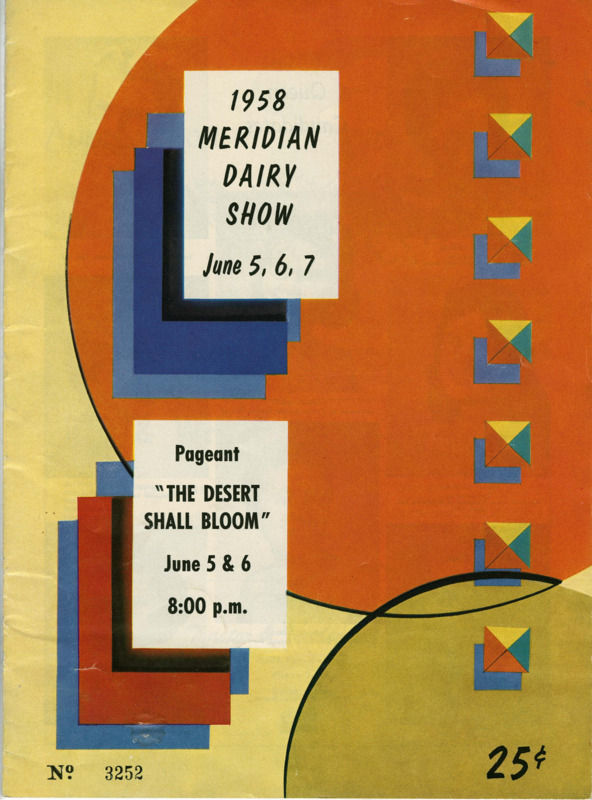 1958
MERIDIAN
DAIRY
SHOW
June 5, 6, 7
Pageant
"THE DESERT
SHALL BLOOM"
June 5 & 6
8:00 p.m.
Nº 3252
25¢